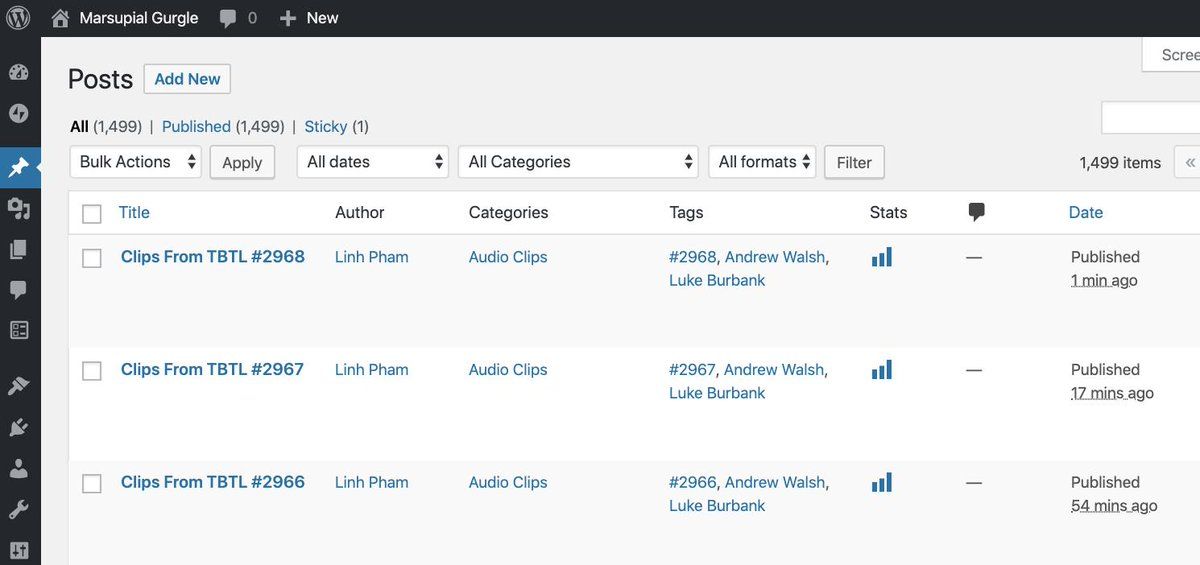 Marsupial Gurgle 0 New
Scree
Posts Add New
All (1,499) | Published (1,499) | Sticky (1)
Bulk Actions Apply All dates All Categories All formats Filter 1,499 items «
Title Author Categories Tags Stats Date
Clips From TBTL #2968 Linh Pham Audio Clips #2968, Andrew Walsh, — Published
Luke Burbank 1 min ago
Clips From TBTL #2967 Linh Pham Audio Clips #2967, Andrew Walsh, — Published
Luke Burbank 17 mins ago
Clips From TBTL #2966 Linh Pham Audio Clips #2966, Andrew Walsh, — Published
Luke Burbank 54 mins ago